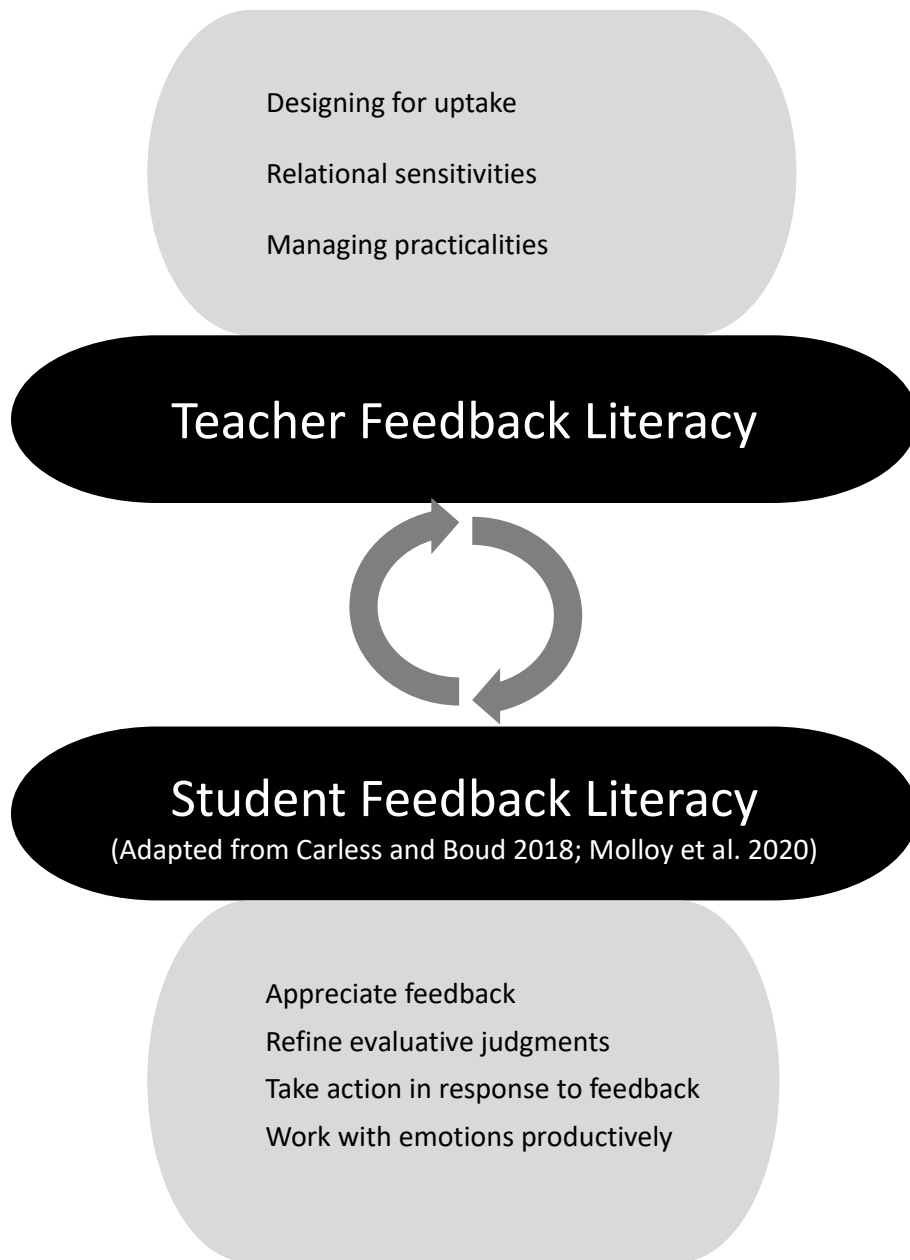 Designing for uptake
Relational sensitivities
Managing practicalities
Teacher Feedback Literacy
Student Feedback Literacy
(Adapted from Carless and Boud 2018; Molloy et al. 2020)
Appreciate feedback
Refine evaluative judgments
Take action in response to feedback
Work with emotions productively